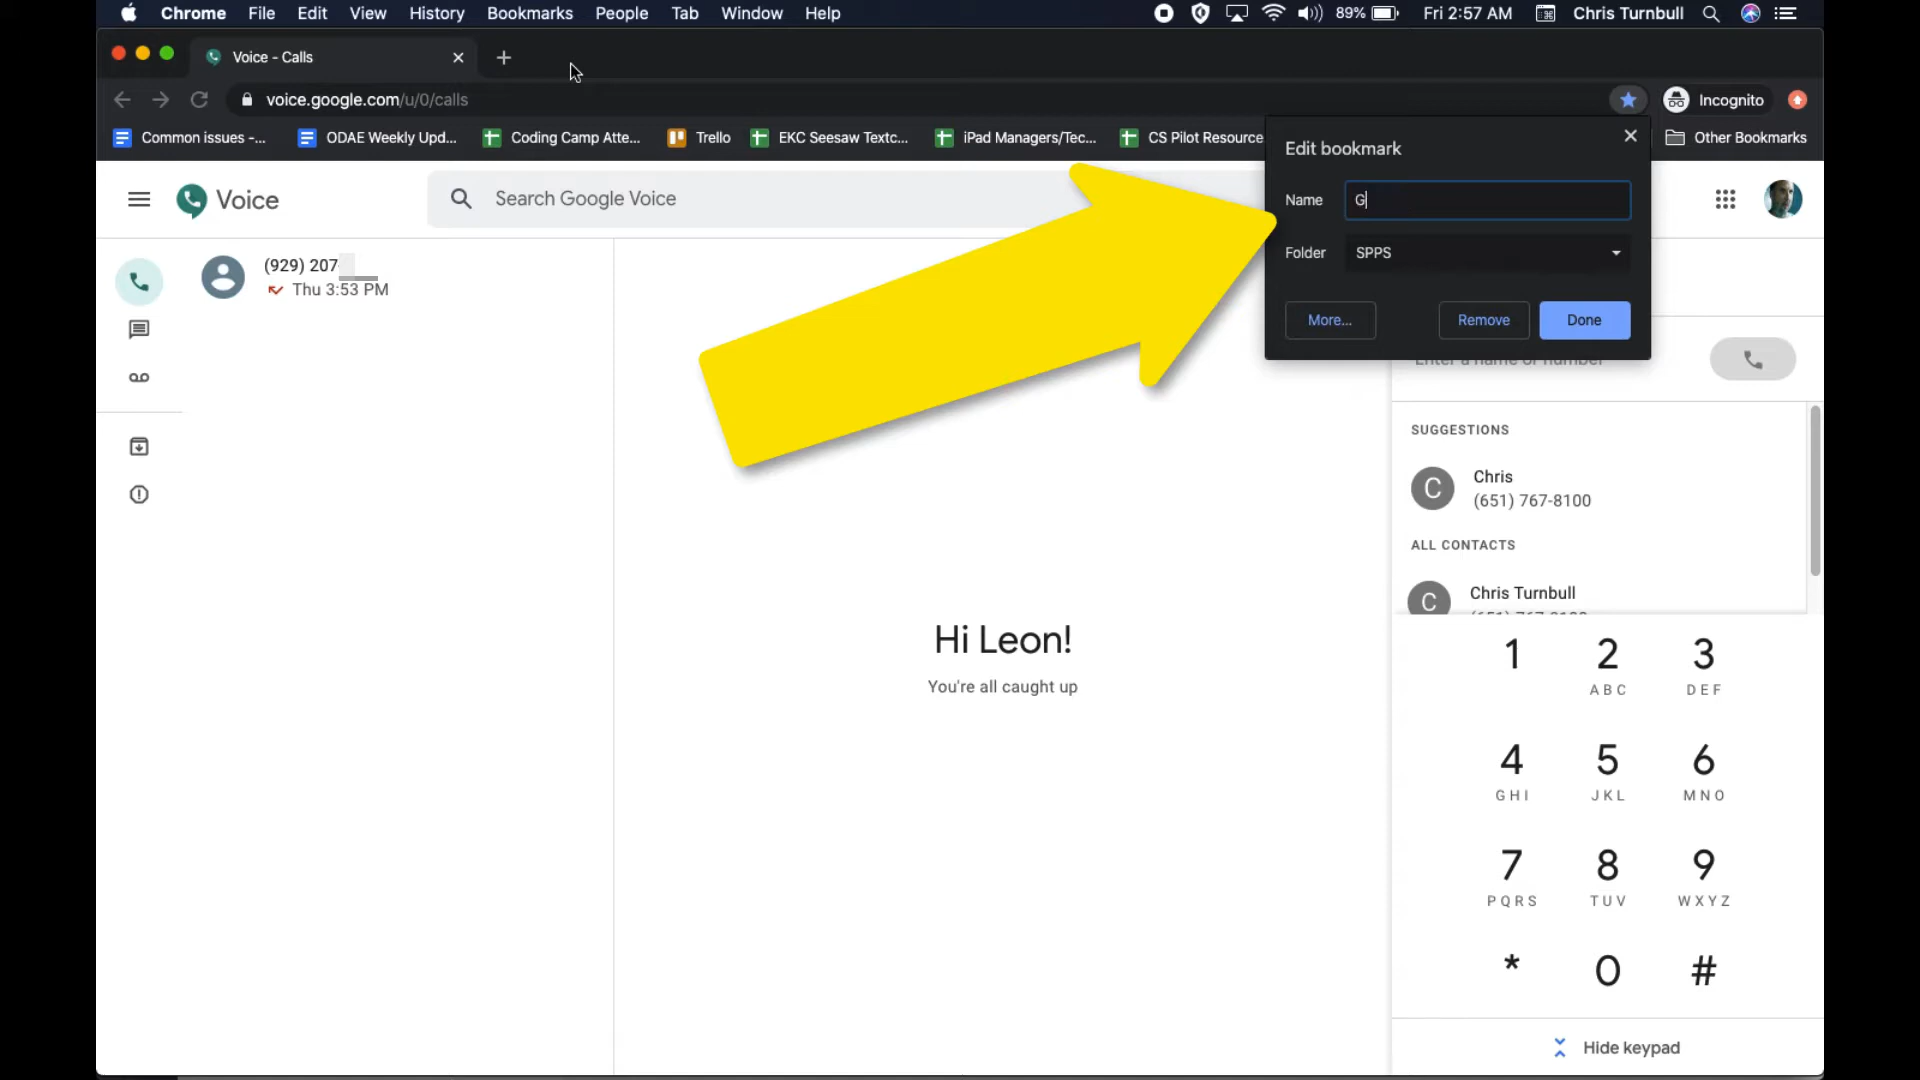 Chrome File Edit View History Bookmarks People Tab Window Help 89% Fri 2:57 AM Chris Turnbull
Voice - Calls
voice.google.com/u/0/calls Incognito
Common issues -... ODAE Weekly Upd... Coding Camp Atte... Trello EKC Seesaw Textc... iPad Managers/Tec... CS Pilot Resource Other Bookmarks
Edit bookmark
Voice Search Google Voice
Name G
(929) 207-
Thu 3:53 PM
Folder SPPS
More... Remove Done
Enter a name or number
SUGGESTIONS
C Chris
(651) 767-8100
ALL CONTACTS
C Chris Turnbull
Hi Leon!
You're all caught up
1 2 3
ABC DEF
4 5 6
GHI JKL MNO
7 8 9
PQRS TUV WXYZ
* 0 #
Hide keypad